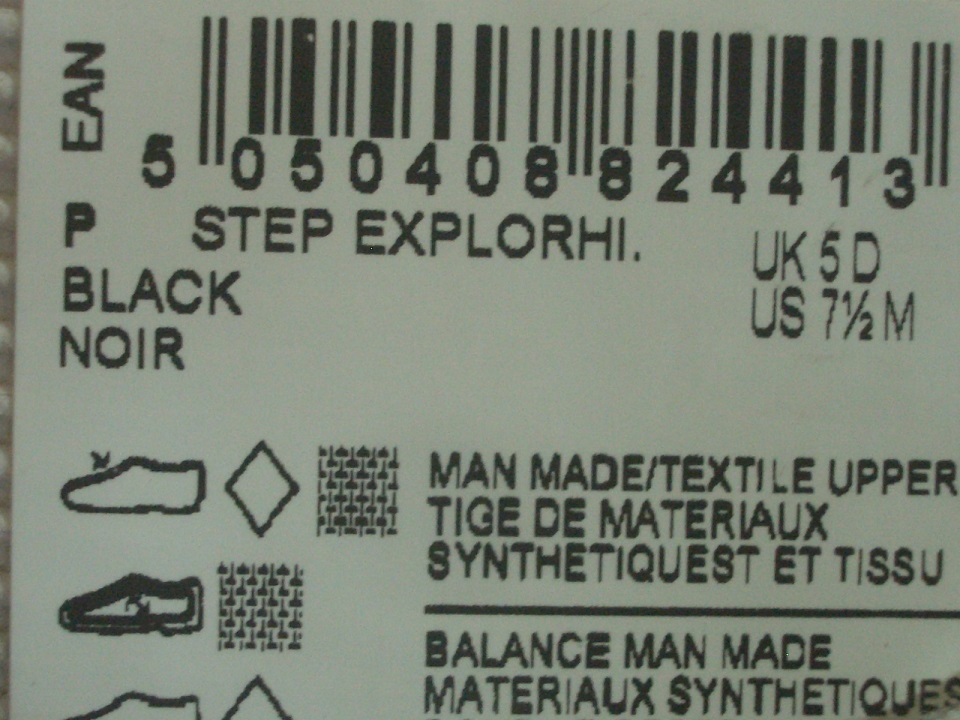 EAN
5 050408 824413
P STEP EXPLORHI.
UK 5 D
BLACK
US 7½ M
NOIR
MAN MADE/TEXTILE UPPER
TIGE DE MATERIAUX
SYNTHETIQUEST ET TISSU
BALANCE MAN MADE
MATERIAUX SYNTHETIQUES